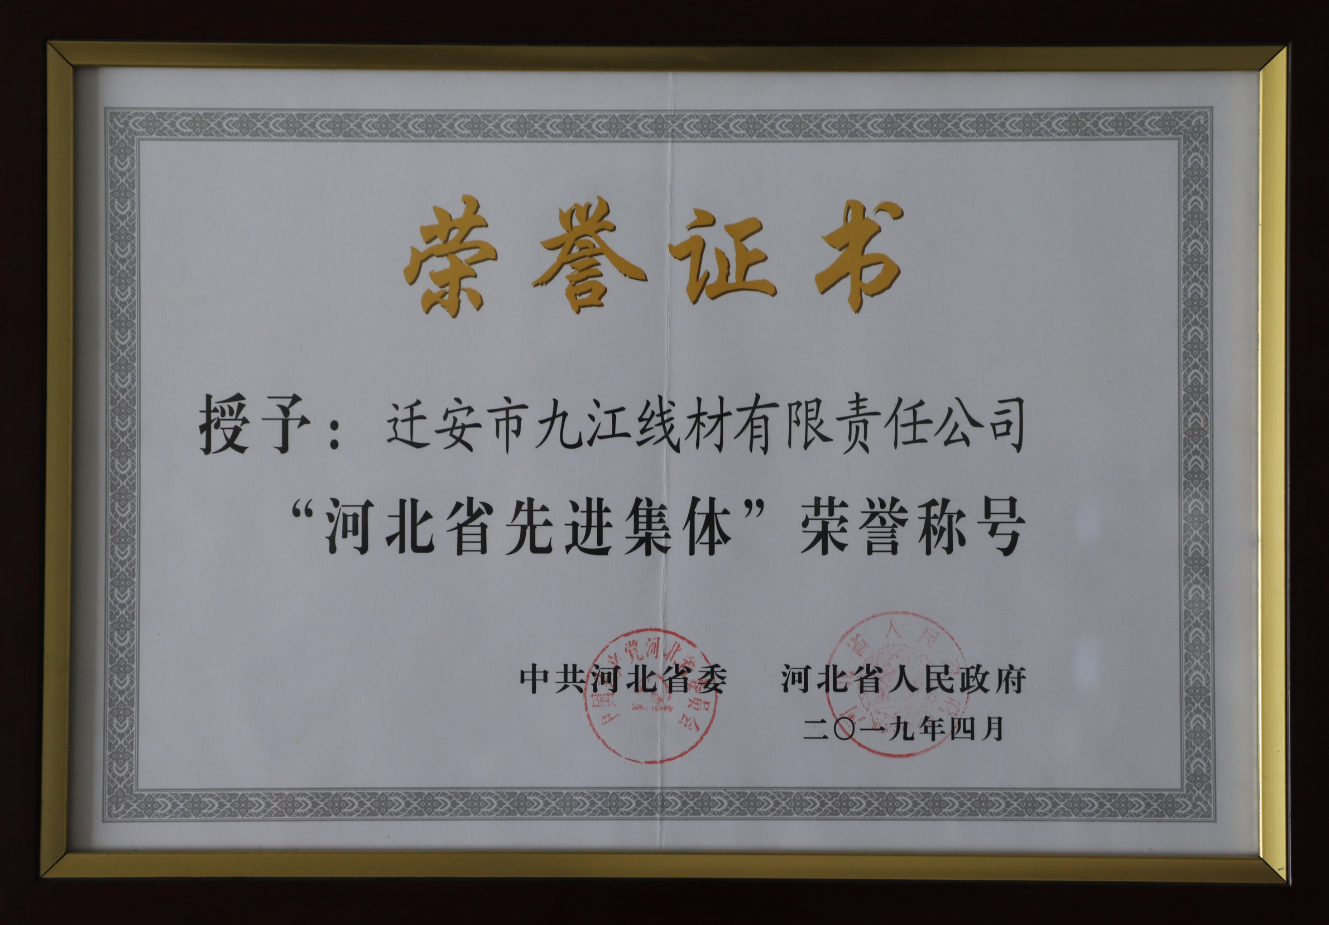 荣誉证书
授予：迁安市九江线材有限责任公司
“河北省先进集体”荣誉称号
中共河北省委 河北省人民政府
二〇一九年四月